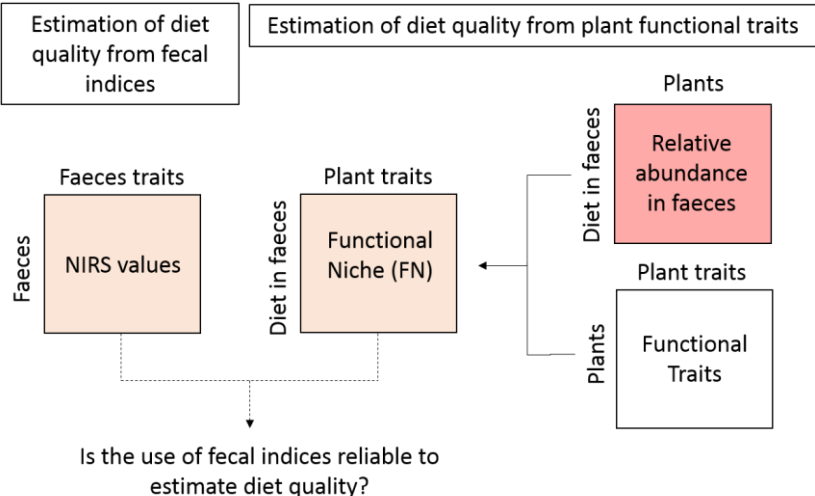 Estimation of diet
quality from fecal
indices
Estimation of diet quality from plant functional traits
Plants
Diet in faeces
Relative
abundance
in faeces
Faeces traits
Faeces
NIRS values
Plant traits
Diet in faeces
Functional
Niche (FN)
Plant traits
Plants
Functional
Traits
Is the use of fecal indices reliable to
estimate diet quality?